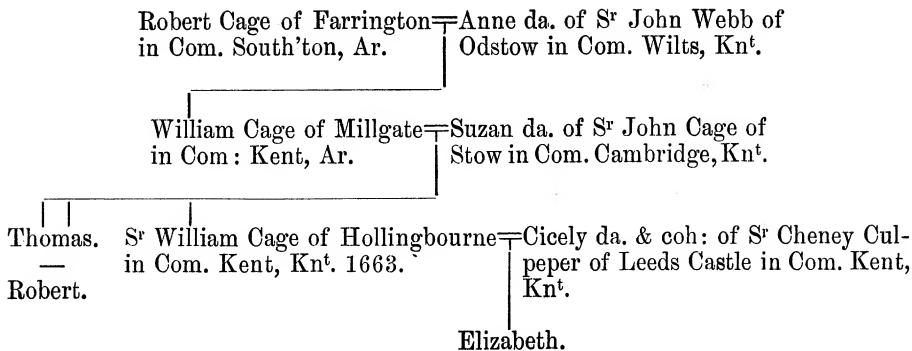 Robert Cage of Farrington=Anne da. of Sr John Webb of
in Com. South'ton, Ar. Odstow in Com. Wilts, Knt.
William Cage of Millgate=Suzan da. of Sr John Cage of
in Com: Kent, Ar. Stow in Com. Cambridge, Knt.
Thomas. Sr William Cage of Hollingbourne=Cicely da. & coh: of Sr Cheney Cul-
— in Com. Kent, Knt. 1663. peper of Leeds Castle in Com. Kent,
Robert. Knt.
Elizabeth.